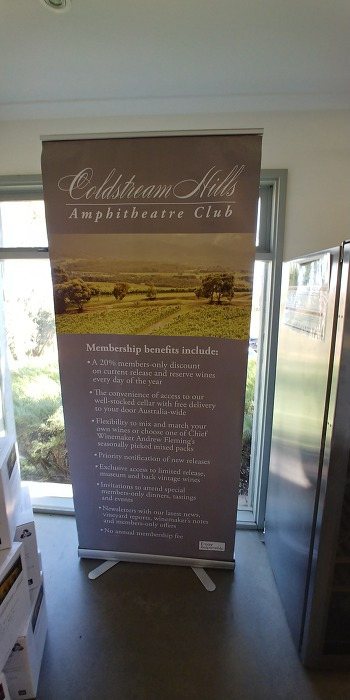 Coldstream Hills
Amphitheatre Club
Membership benefits include:
• A 20% members-only discount
on current release and reserve wines
every day of the year
• The convenience of access to our
well-stocked cellar with free delivery
to your door Australia-wide
• Flexibility to mix and match your
own wines or choose one of Chief
Winemaker Andrew Fleming's
seasonally picked mixed packs
• Priority notification of new releases
• Exclusive access to limited release,
museum and back vintage wines
• Invitations to attend special
members-only dinners, tastings
and events
• Newsletters with our latest news,
vineyard reports, winemaker's notes
and members-only offers
• No annual membership fee